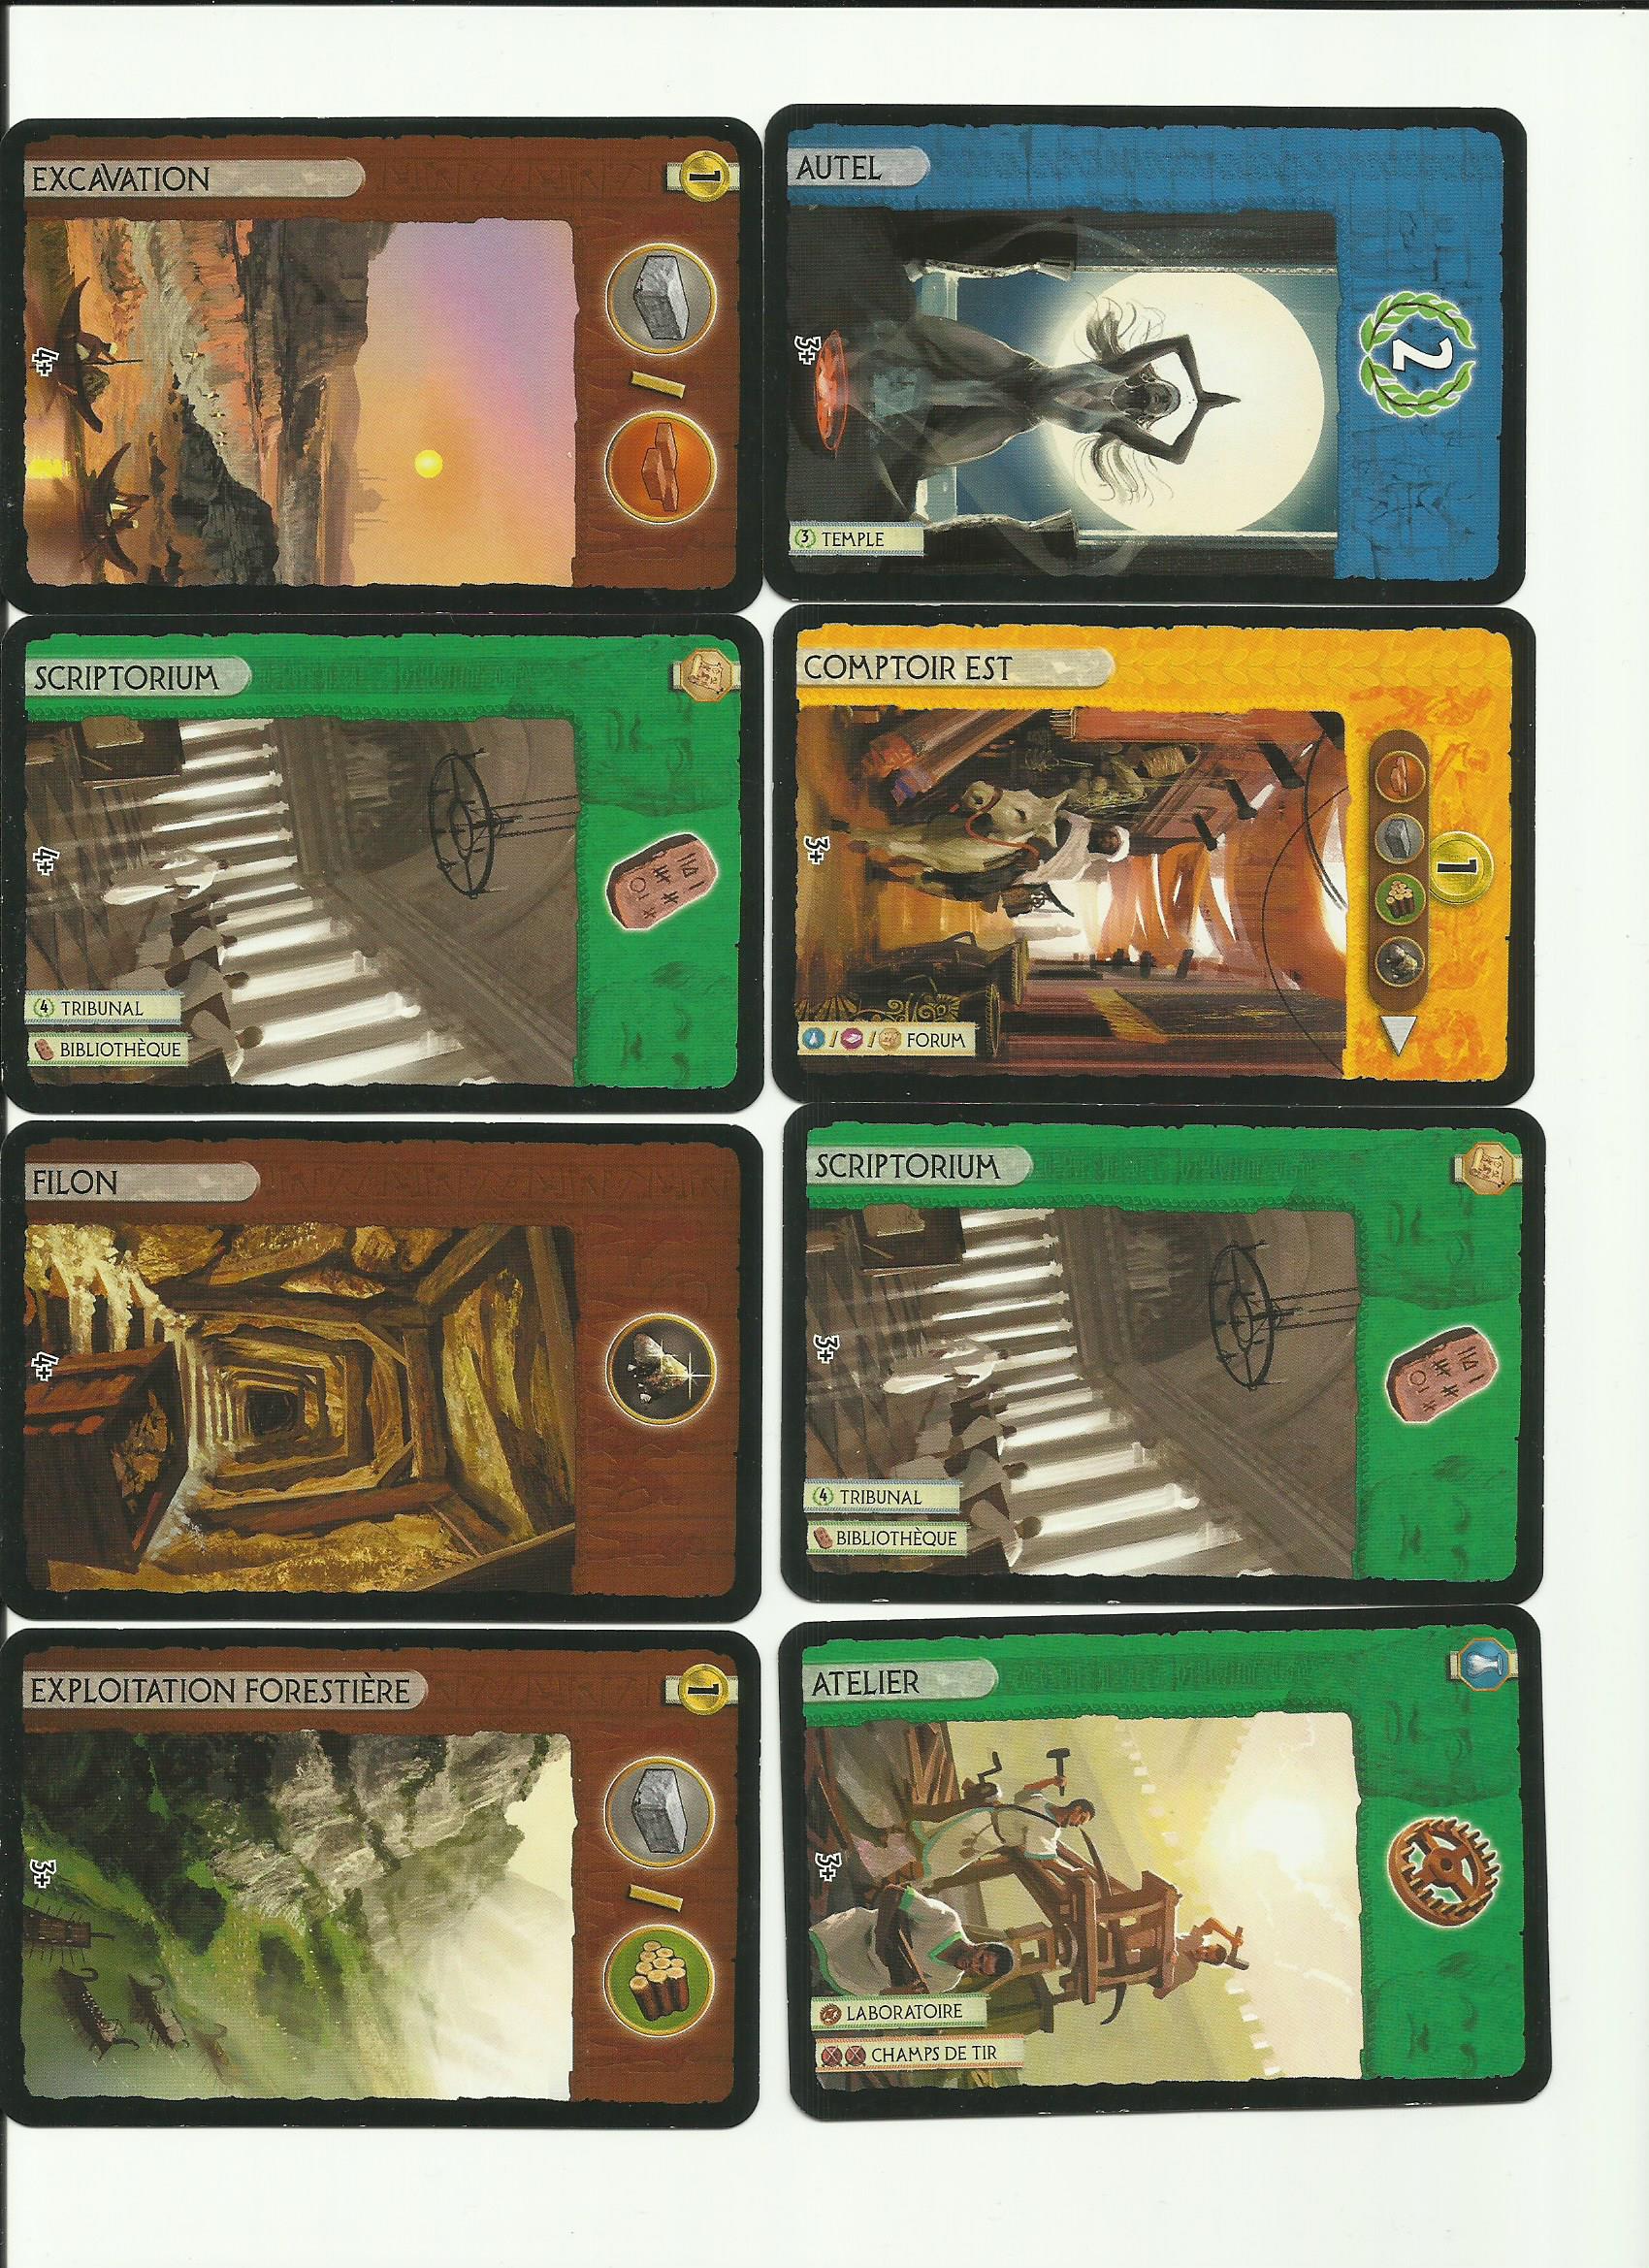 EXCAVATION
1
4+
AUTEL
2
3+
3 TEMPLE
SCRIPTORIUM
4+
4 TRIBUNAL
BIBLIOTHÈQUE
COMPTOIR EST
1
3+
/ / FORUM
FILON
4+
SCRIPTORIUM
3+
4 TRIBUNAL
BIBLIOTHÈQUE
EXPLOITATION FORESTIÈRE
1
3+
ATELIER
3+
LABORATOIRE
CHAMPS DE TIR